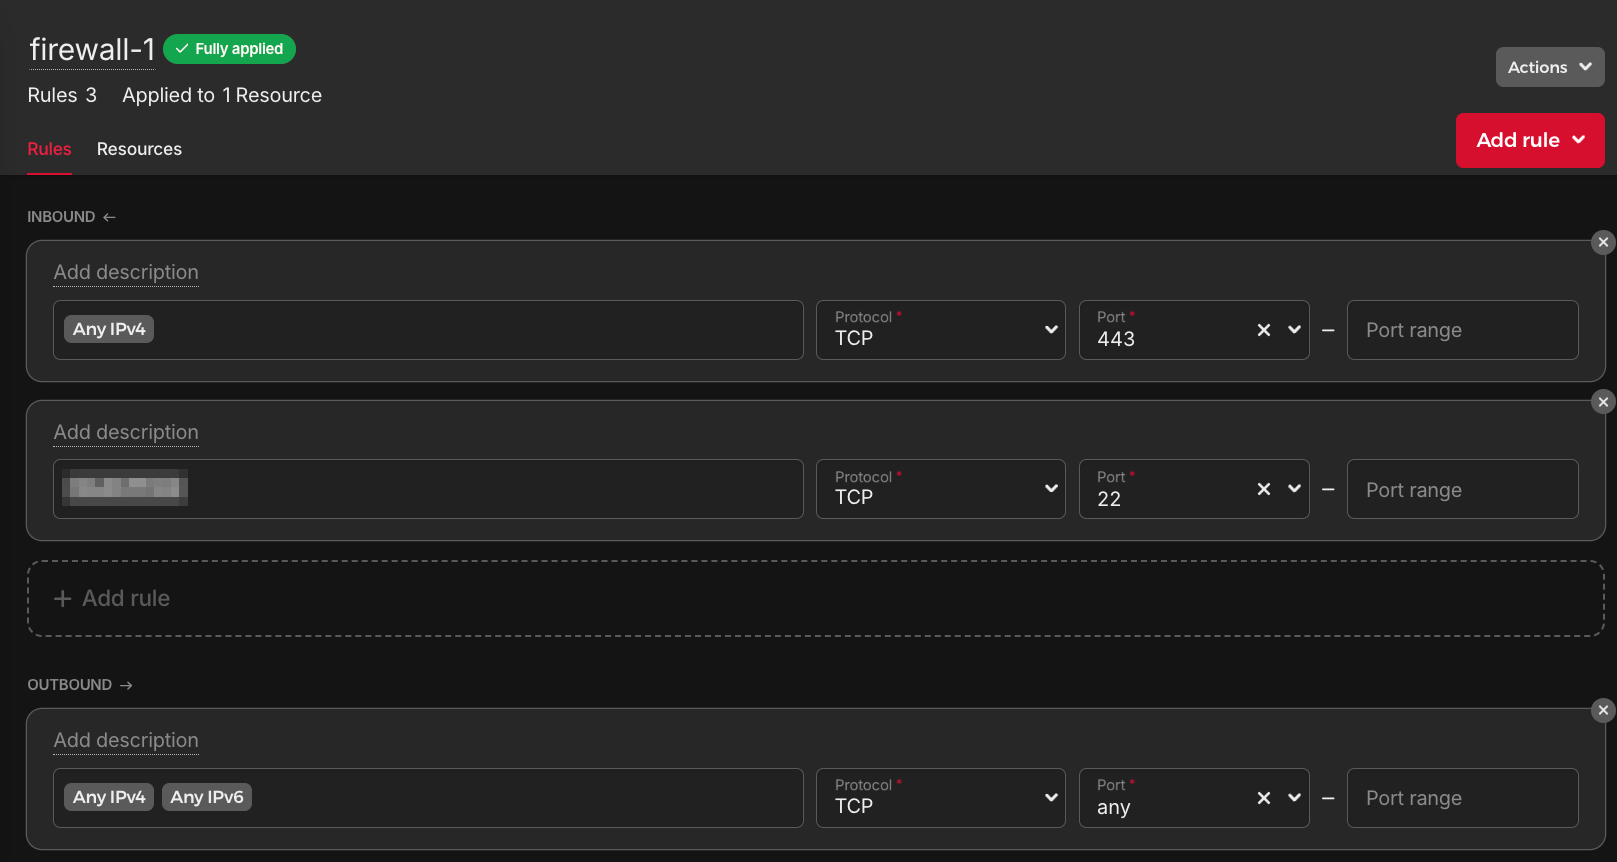 firewall-1 Fully applied
Actions
Rules 3 Applied to 1 Resource
Add rule
Rules Resources
INBOUND ←
Add description
Any IPv4 Protocol * TCP Port * 443 – Port range
Add description
Protocol * TCP Port * 22 – Port range
+ Add rule
OUTBOUND →
Add description
Any IPv4 Any IPv6 Protocol * TCP Port * any – Port range